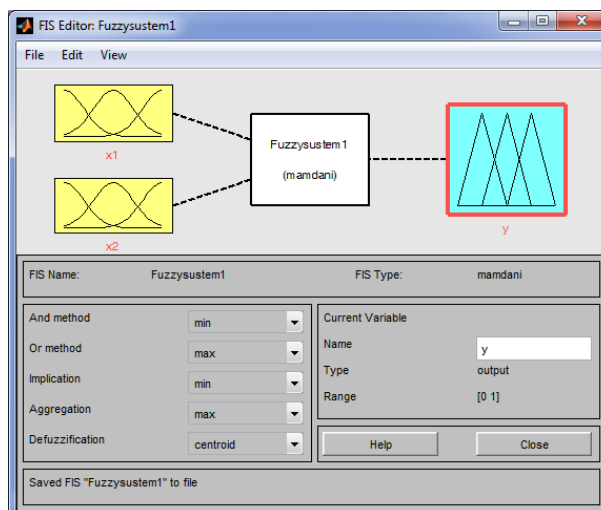 FIS Editor: Fuzzysustem1
File Edit View
x1
x2
Fuzzysustem1
(mamdani)
y
FIS Name: Fuzzysustem1 FIS Type: mamdani
And method min
Or method max
Implication min
Aggregation max
Defuzzification centroid
Current Variable
Name y
Type output
Range [0 1]
Help Close
Saved FIS "Fuzzysustem1" to file